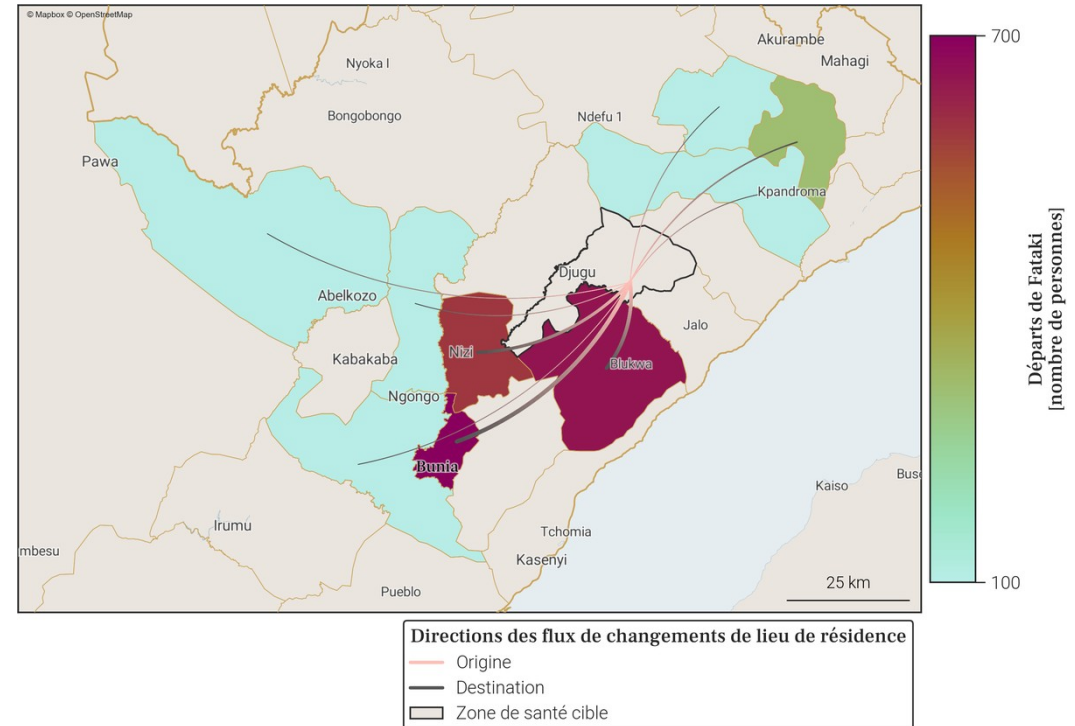 © Mapbox © OpenStreetMap
Akurambe
Mahagi
Nyoka I
Bongobongo
Ndefu 1
Pawa
Kpandroma
Djugu
Abelkozo
Jalo
Nizi
Kabakaba
Blukwa
Ngongo
Bunia
Kaiso
Irumu
Tchomia
mbesu
Kasenyi
Pueblo
25 km
700
100
Départs de Fataki
[nombre de personnes]
Directions des flux de changements de lieu de résidence
Origine
Destination
Zone de santé cible